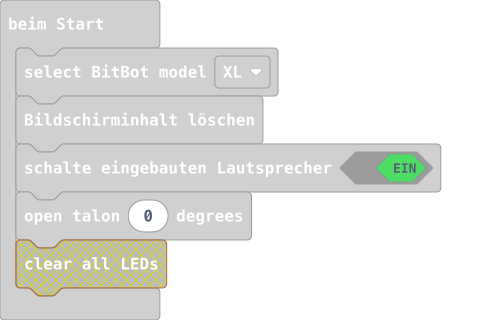 beim Start
select BitBot model XL
Bildschirminhalt löschen
schalte eingebauten Lautsprecher EIN
open talon 0 degrees
clear all LEDs